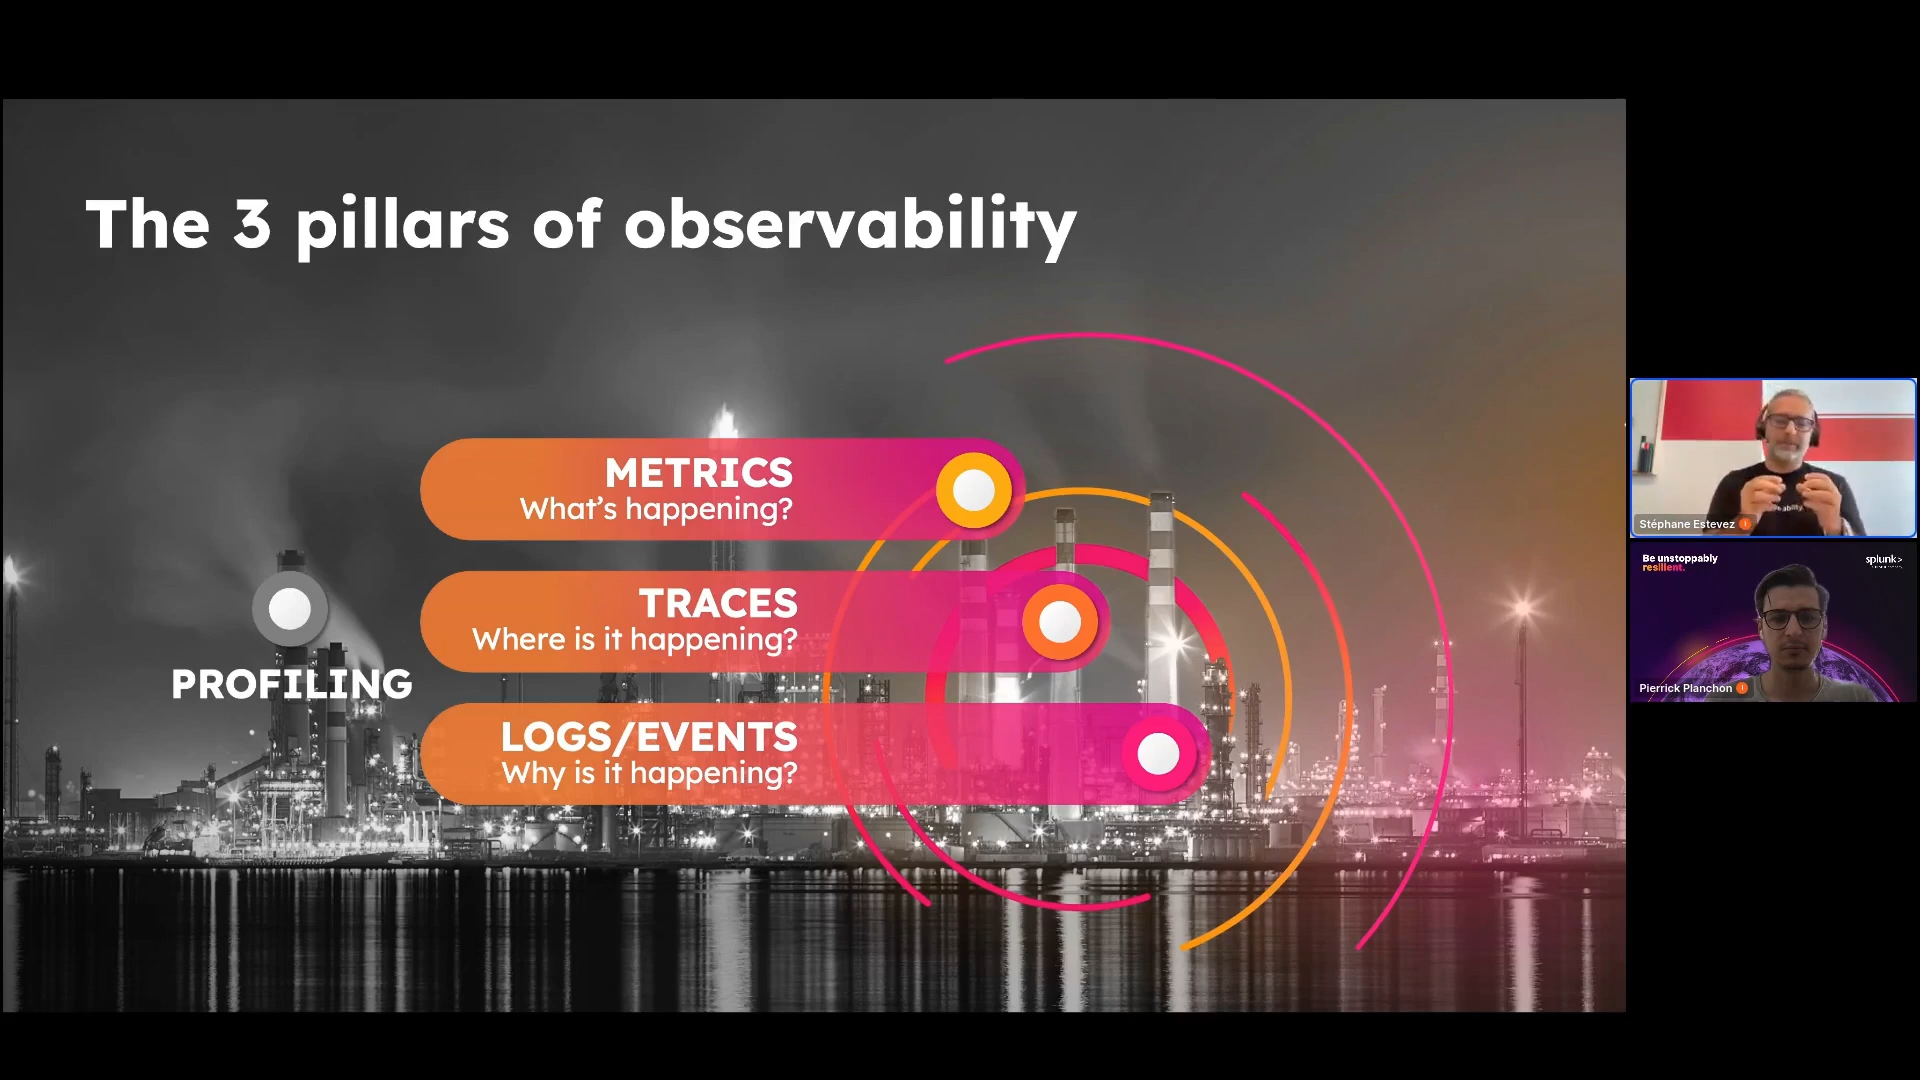 The 3 pillars of observability
METRICS
What's happening?
TRACES
Where is it happening?
PROFILING
LOGS/EVENTS
Why is it happening?
Stéphane Estevez
Be unstoppably
resilient.
splunk>
Pierrick Planchon